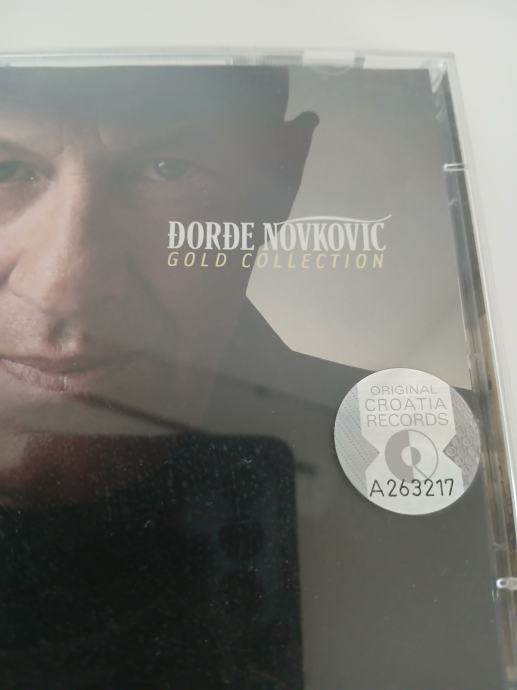 ĐORĐE NOVKOVIĆ
GOLD COLLECTION
ORIGINAL
CROATIA
RECORDS
A263217